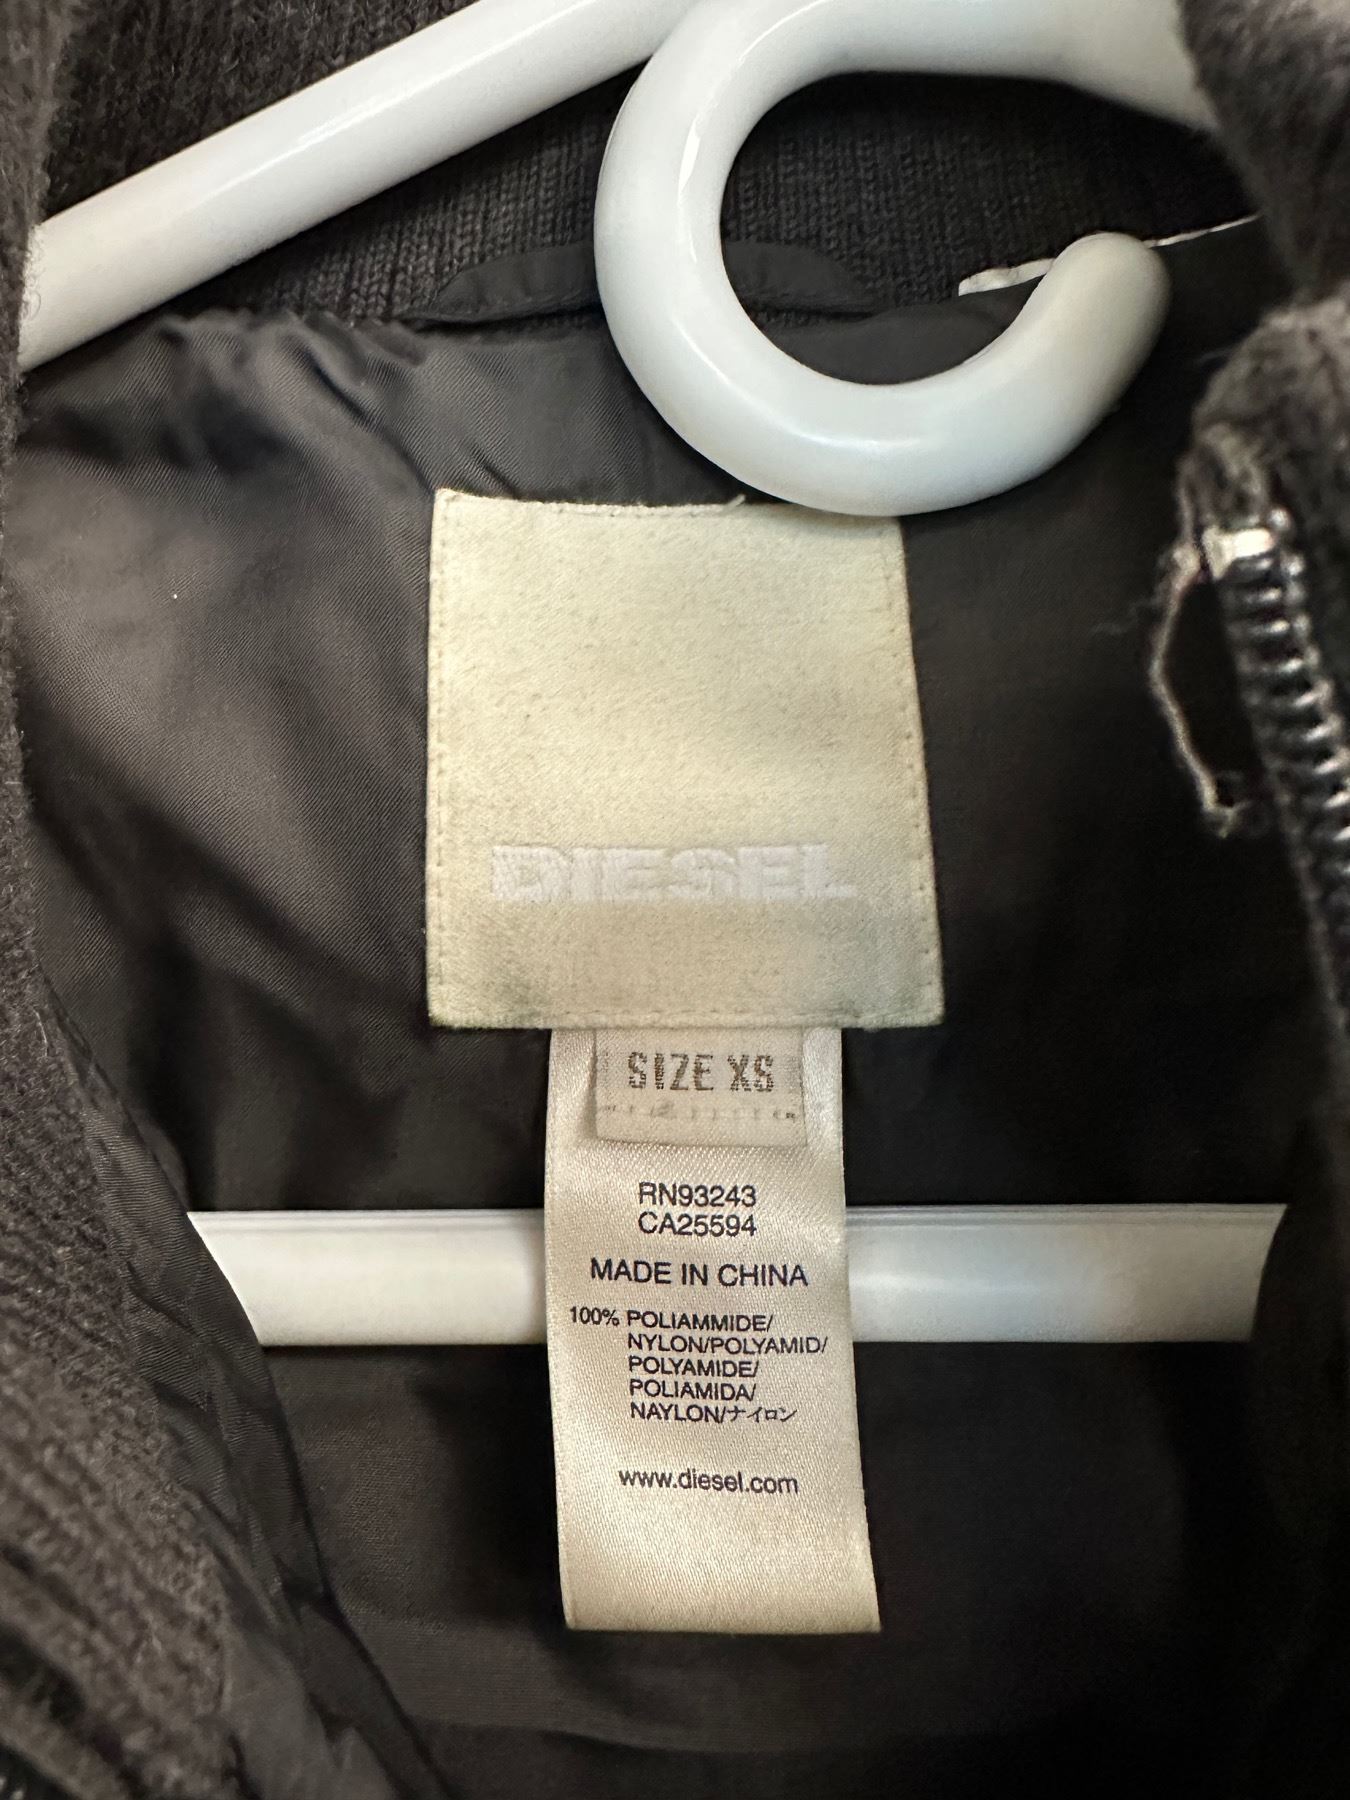 DIESEL
SIZE XS
RN93243
CA25594
MADE IN CHINA
100% POLIAMMIDE/
NYLON/POLYAMID/
POLYAMIDE/
POLIAMIDA/
NAYLON/ナイロン
www.diesel.com